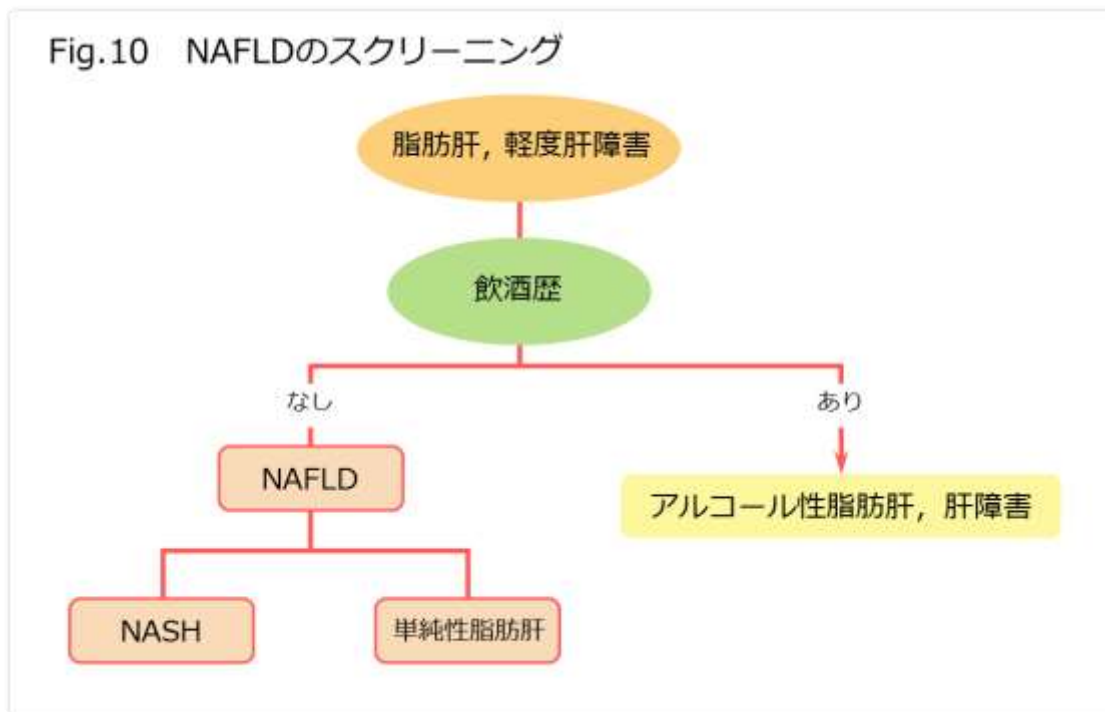 Fig.10 NAFLDのスクリーニング
脂肪肝, 軽度肝障害
飲酒歴
なし
あり
NAFLD
アルコール性脂肪肝, 肝障害
NASH
単純性脂肪肝